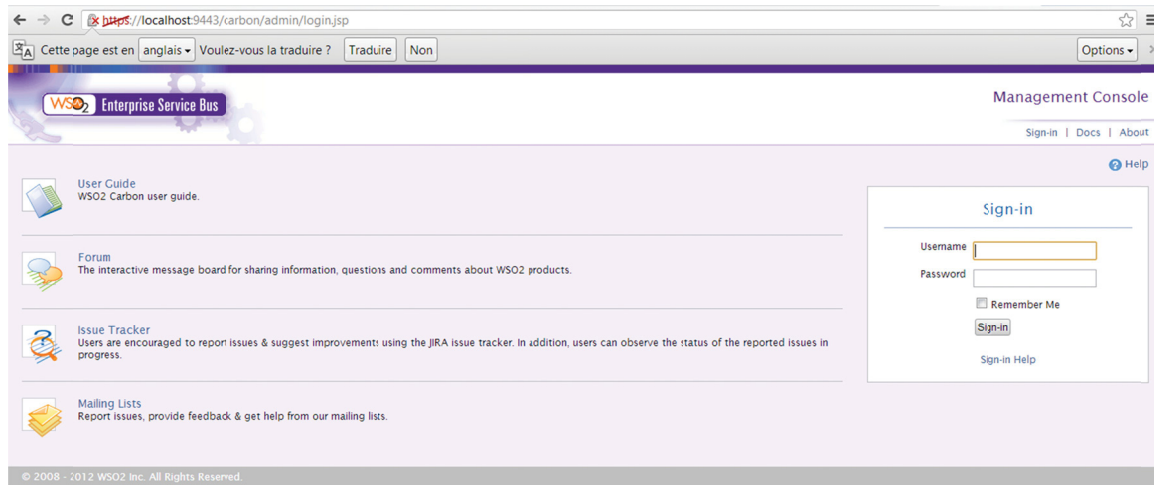 https://localhost:9443/carbon/admin/login.jsp
Cette page est en anglais Voulez-vous la traduire ? Traduire Non Options
WSO2 Enterprise Service Bus
Management Console
Sign-in | Docs | About
Help
User Guide
WSO2 Carbon user guide.
Forum
The interactive message board for sharing information, questions and comments about WSO2 products.
Issue Tracker
Users are encouraged to report issues & suggest improvements using the JIRA issue tracker. In addition, users can observe the status of the reported issues in
progress.
Mailing Lists
Report issues, provide feedback & get help from our mailing lists.
Sign-in
Username
Password
Remember Me
Sign-in
Sign-in Help
© 2008 - 2012 WSO2 Inc. All Rights Reserved.